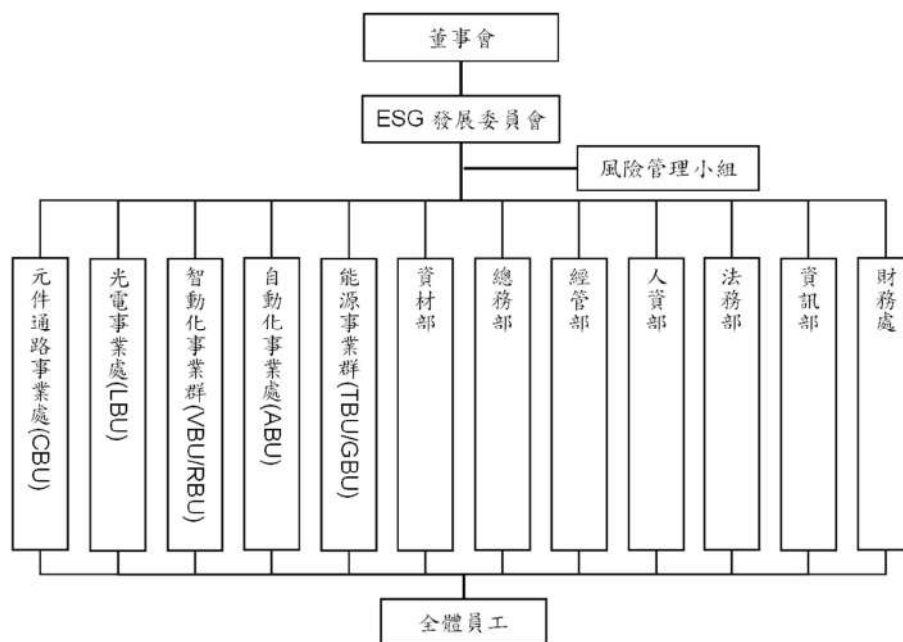 董事會
ESG 發展委員會
風險管理小組
元件通路事業處(CBU)
光電事業處(LBU)
智動化事業群(VBU/RBU)
自動化事業處(ABU)
能源事業群(TBU/GBU)
資材部
總務部
經管部
人資部
法務部
資訊部
財務處
全體員工